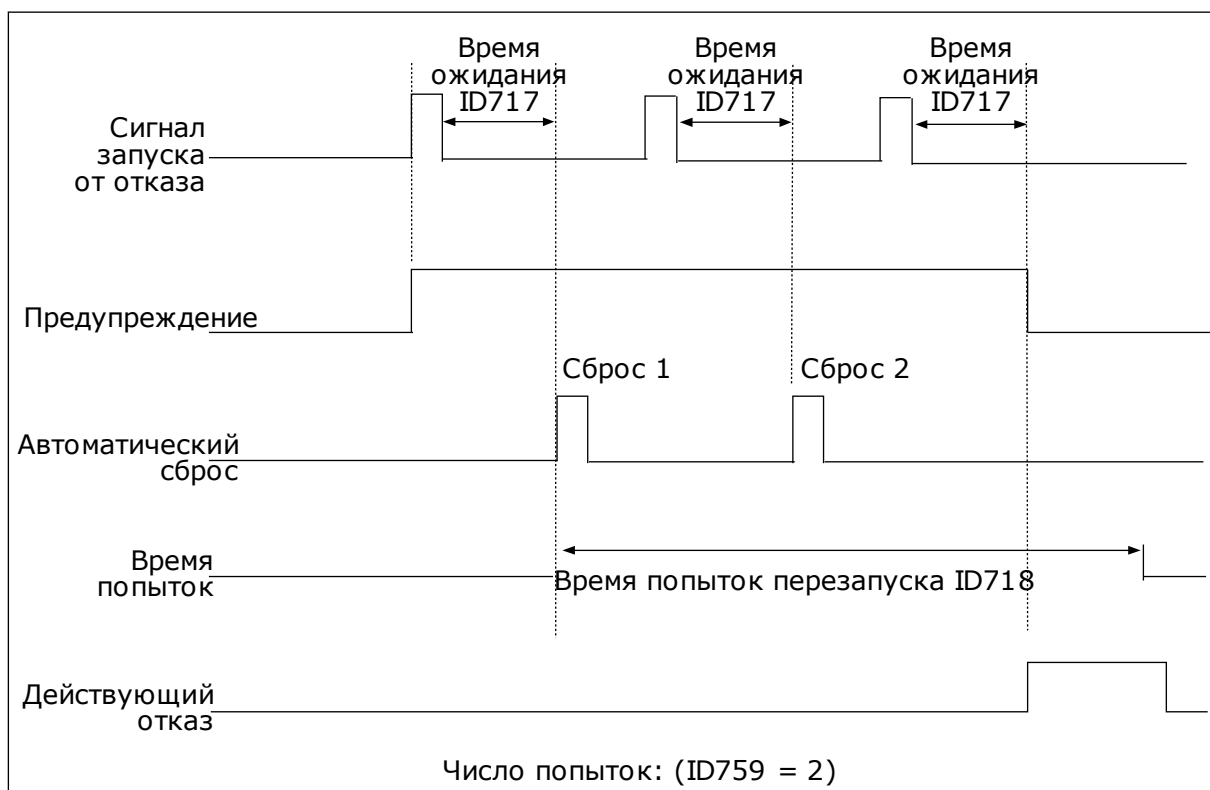 Время
ожидания
ID717
Время
ожидания
ID717
Время
ожидания
ID717
Сигнал
запуска
от отказа
Предупреждение
Сброс 1
Сброс 2
Автоматический
сброс
Время
попыток
Время попыток перезапуска ID718
Действующий
отказ
Число попыток: (ID759 = 2)